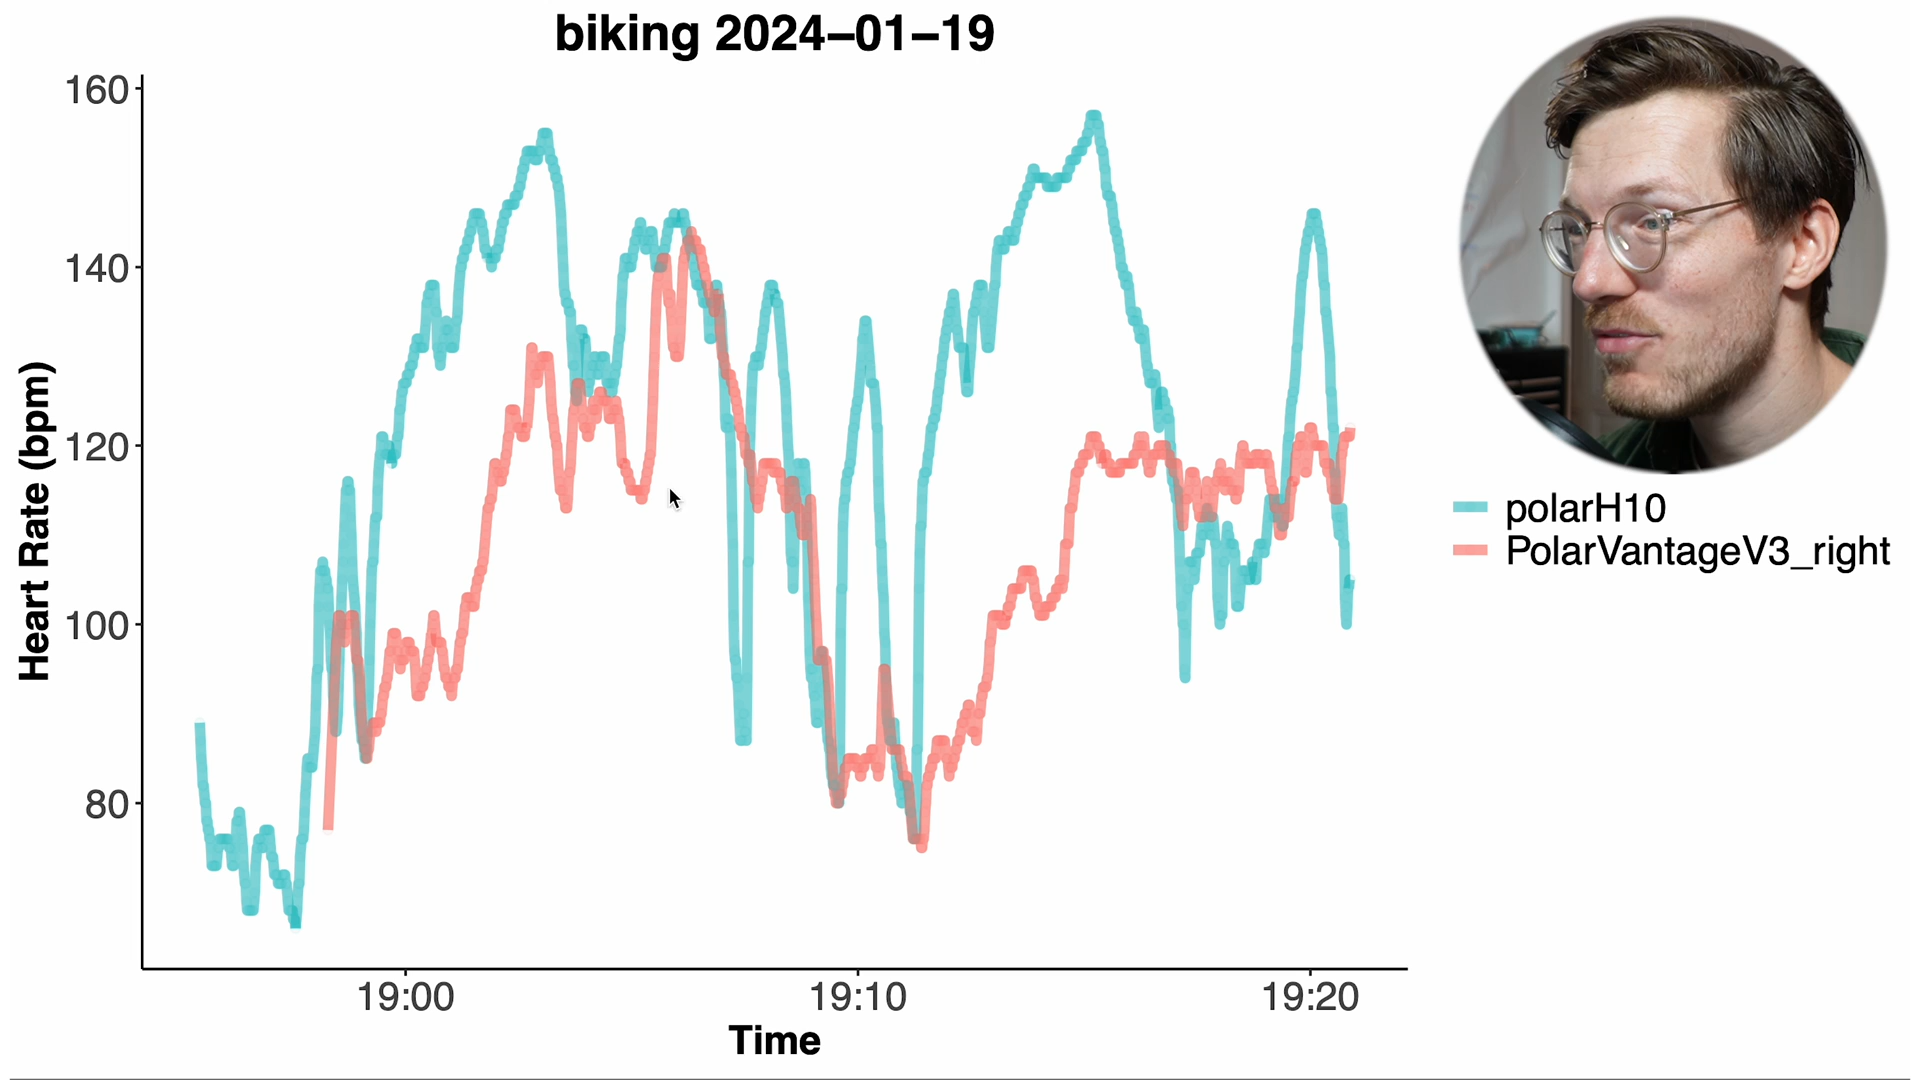 biking 2024–01–19
160
140
120
100
80
Heart Rate (bpm)
19:00
19:10
19:20
Time
polarH10
PolarVantageV3_right